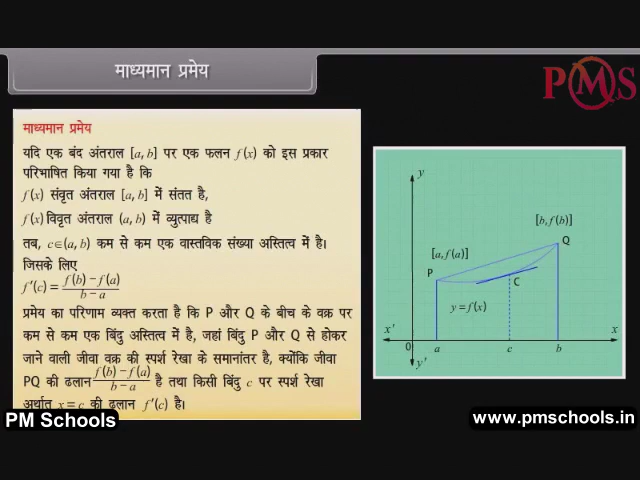 माध्यमान प्रमेय
PMS
माध्यमान प्रमेय
यदि एक बंद अंतराल [a, b] पर एक फलन f(x) को इस प्रकार
परिभाषित किया गया है कि
f(x) संवृत अंतराल [a, b] में संतत है,
f(x) विवृत अंतराल (a, b) में व्युत्पाद्य है
तब, c∈(a, b) कम से कम एक वास्तविक संख्या अस्तित्व में है।
जिसके लिए
f'(c) = f(b) – f(a) / b – a
प्रमेय का परिणाम व्यक्त करता है कि P और Q के बीच के वक्र पर
कम से कम एक बिंदु अस्तित्व में है, जहां बिंदु P और Q से होकर
जाने वाली जीवा वक्र की स्पर्श रेखा के समानांतर है, क्योंकि जीवा
PQ की ढलान f(b) – f(a) / b – a है तथा किसी बिंदु c पर स्पर्श रेखा
अर्थात x = c की ढलान f'(c) है।
y
[b, f(b)]
Q
[a, f(a)]
P
C
y = f(x)
x'
x
0
a
c
b
y'
PM Schools
www.pmschools.in